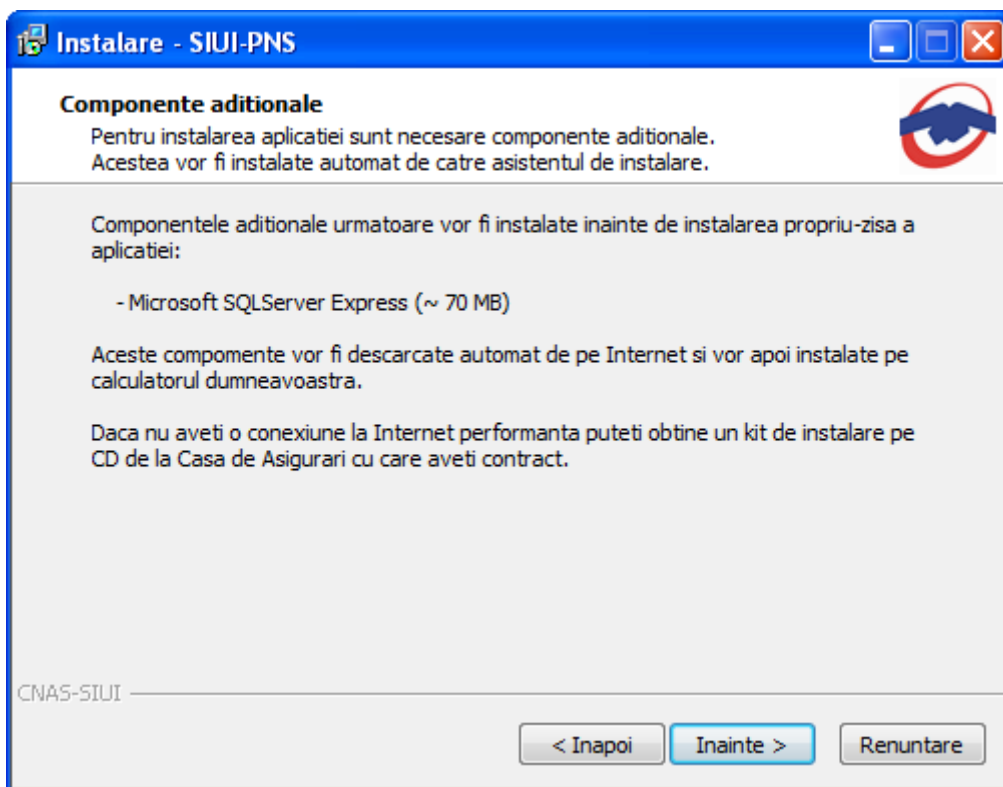 Instalare - SIUI-PNS
Componente aditionale
Pentru instalarea aplicatiei sunt necesare componente aditionale.
Acestea vor fi instalate automat de catre asistentul de instalare.
Componentele aditionale urmatoare vor fi instalate inainte de instalarea propriu-zisa a
aplicatiei:
- Microsoft SQLServer Express (~ 70 MB)
Aceste compomente vor fi descarcate automat de pe Internet si vor apoi instalate pe
calculatorul dumneavoastra.
Daca nu aveti o conexiune la Internet performanta puteti obtine un kit de instalare pe
CD de la Casa de Asigurari cu care aveti contract.
CNAS-SIUI
< Inapoi
Inainte >
Renuntare